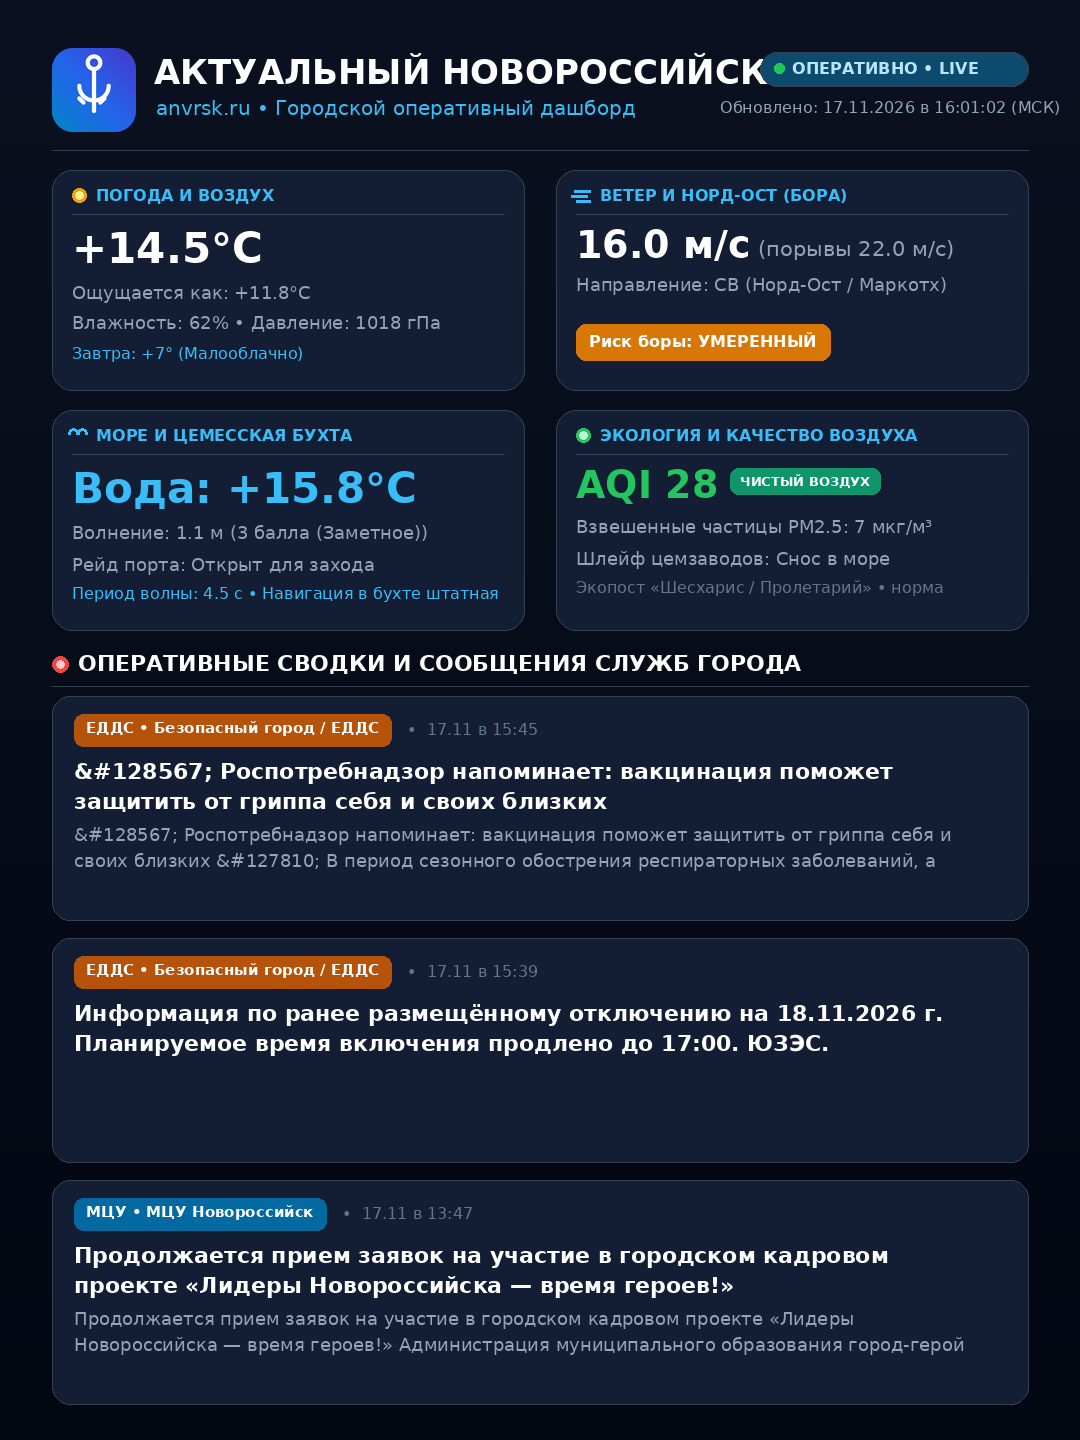 АКТУАЛЬНЫЙ НОВОРОССИЙСК
ОПЕРАТИВНО • LIVE
anvrsk.ru • Городской оперативный дашборд
Обновлено: 17.11.2026 в 16:01:02 (МСК)
ПОГОДА И ВОЗДУХ
+14.5°C
Ощущается как: +11.8°C
Влажность: 62% • Давление: 1018 гПа
Завтра: +7° (Малооблачно)
ВЕТЕР И НОРД-ОСТ (БОРА)
16.0 м/с (порывы 22.0 м/с)
Направление: СВ (Норд-Ост / Маркотх)
Риск боры: УМЕРЕННЫЙ
МОРЕ И ЦЕМЕССКАЯ БУХТА
Вода: +15.8°C
Волнение: 1.1 м (3 балла (Заметное))
Рейд порта: Открыт для захода
Период волны: 4.5 с • Навигация в бухте штатная
ЭКОЛОГИЯ И КАЧЕСТВО ВОЗДУХА
AQI 28 ЧИСТЫЙ ВОЗДУХ
Взвешенные частицы PM2.5: 7 мкг/м³
Шлейф цемзаводов: Снос в море
Экопост «Шесхарис / Пролетарий» • норма
ОПЕРАТИВНЫЕ СВОДКИ И СООБЩЕНИЯ СЛУЖБ ГОРОДА
ЕДДС • Безопасный город / ЕДДС • 17.11 в 15:45
&#128567; Роспотребнадзор напоминает: вакцинация поможет
защитить от гриппа себя и своих близких
&#128567; Роспотребнадзор напоминает: вакцинация поможет защитить от гриппа себя и
своих близких &#127810; В период сезонного обострения респираторных заболеваний, а
ЕДДС • Безопасный город / ЕДДС • 17.11 в 15:39
Информация по ранее размещённому отключению на 18.11.2026 г.
Планируемое время включения продлено до 17:00. ЮЗЭС.
МЦУ • МЦУ Новороссийск • 17.11 в 13:47
Продолжается прием заявок на участие в городском кадровом
проекте «Лидеры Новороссийска — время героев!»
Продолжается прием заявок на участие в городском кадровом проекте «Лидеры
Новороссийска — время героев!» Администрация муниципального образования город-герой